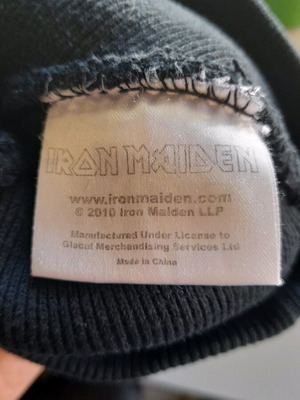 IRON MAIDEN
www.ironmaiden.com
© 2010 Iron Maiden LLP
Manufactured Under License to
Global Merchandising Services Ltd
Made in China